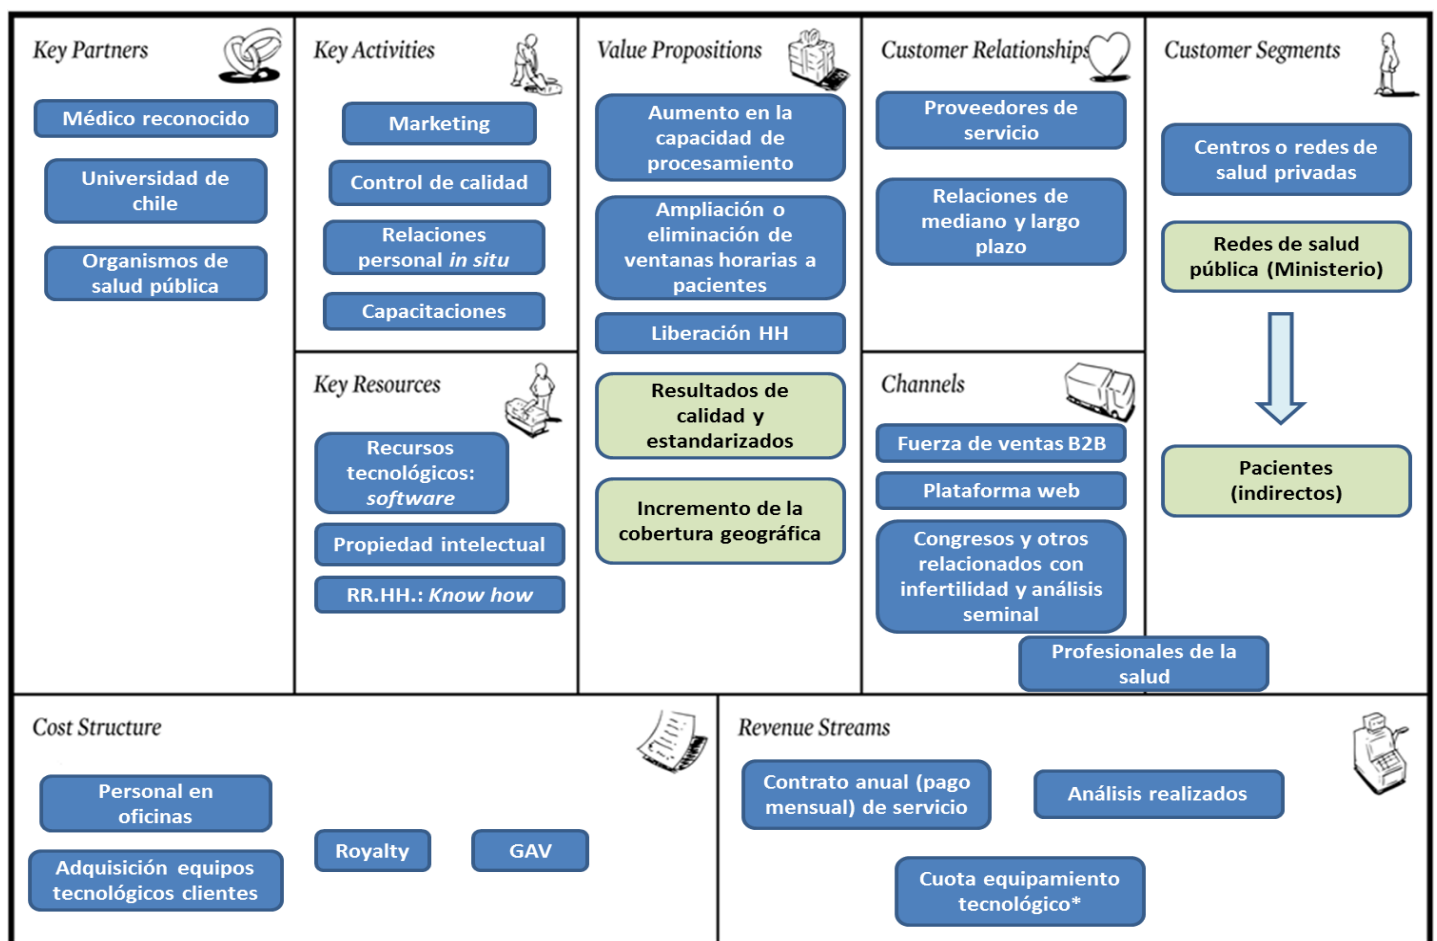 Key Partners
Médico reconocido
Universidad de
chile
Organismos de
salud pública
Key Activities
Marketing
Control de calidad
Relaciones
personal in situ
Capacitaciones
Key Resources
Recursos
tecnológicos:
software
Propiedad intelectual
RR.HH.: Know how
Value Propositions
Aumento en la
capacidad de
procesamiento
Ampliación o
eliminación de
ventanas horarias a
pacientes
Liberación HH
Resultados de
calidad y
estandarizados
Incremento de la
cobertura geográfica
Customer Relationships
Proveedores de
servicio
Relaciones de
mediano y largo
plazo
Channels
Fuerza de ventas B2B
Plataforma web
Congresos y otros
relacionados con
infertilidad y análisis
seminal
Profesionales de la
salud
Customer Segments
Centros o redes de
salud privadas
Redes de salud
pública (Ministerio)
Pacientes
(indirectos)
Cost Structure
Personal en
oficinas
Adquisición equipos
tecnológicos clientes
Royalty
GAV
Revenue Streams
Contrato anual (pago
mensual) de servicio
Análisis realizados
Cuota equipamiento
tecnológico*